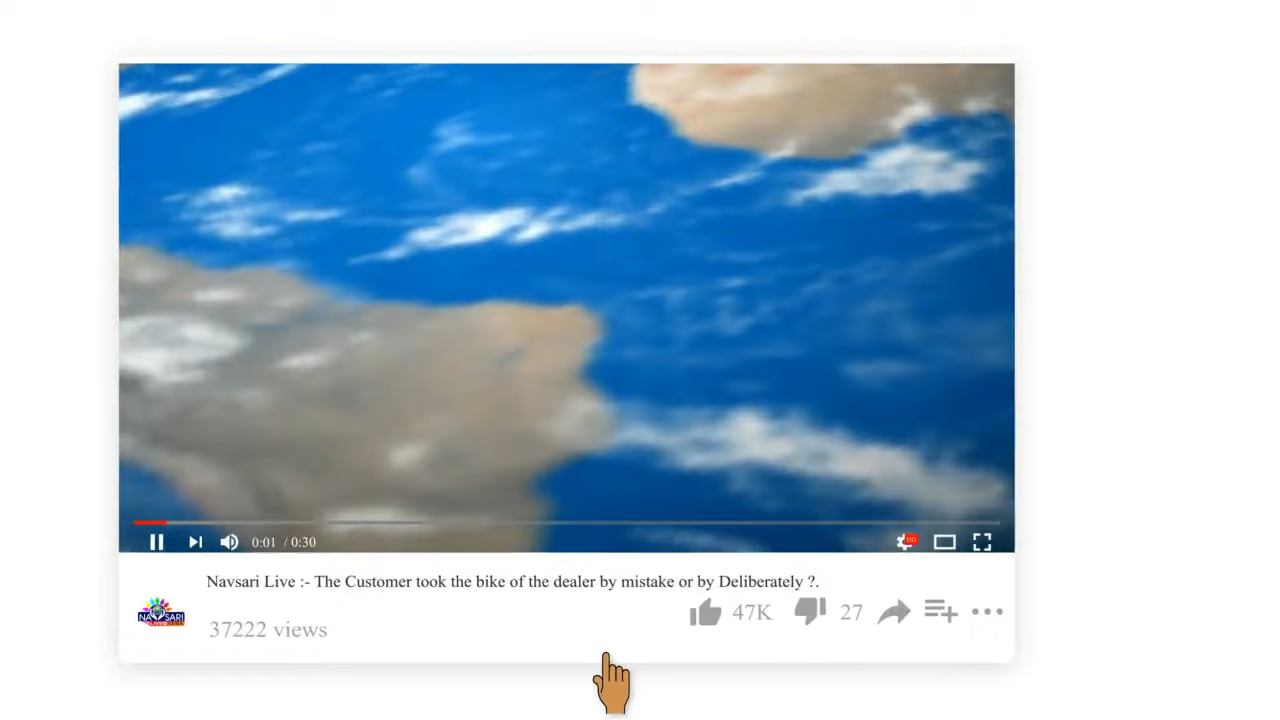 0:01 / 0:30
HD
Navsari Live :- The Customer took the bike of the dealer by mistake or by Deliberately ?.
NAVSARI
37222 views
47K
27